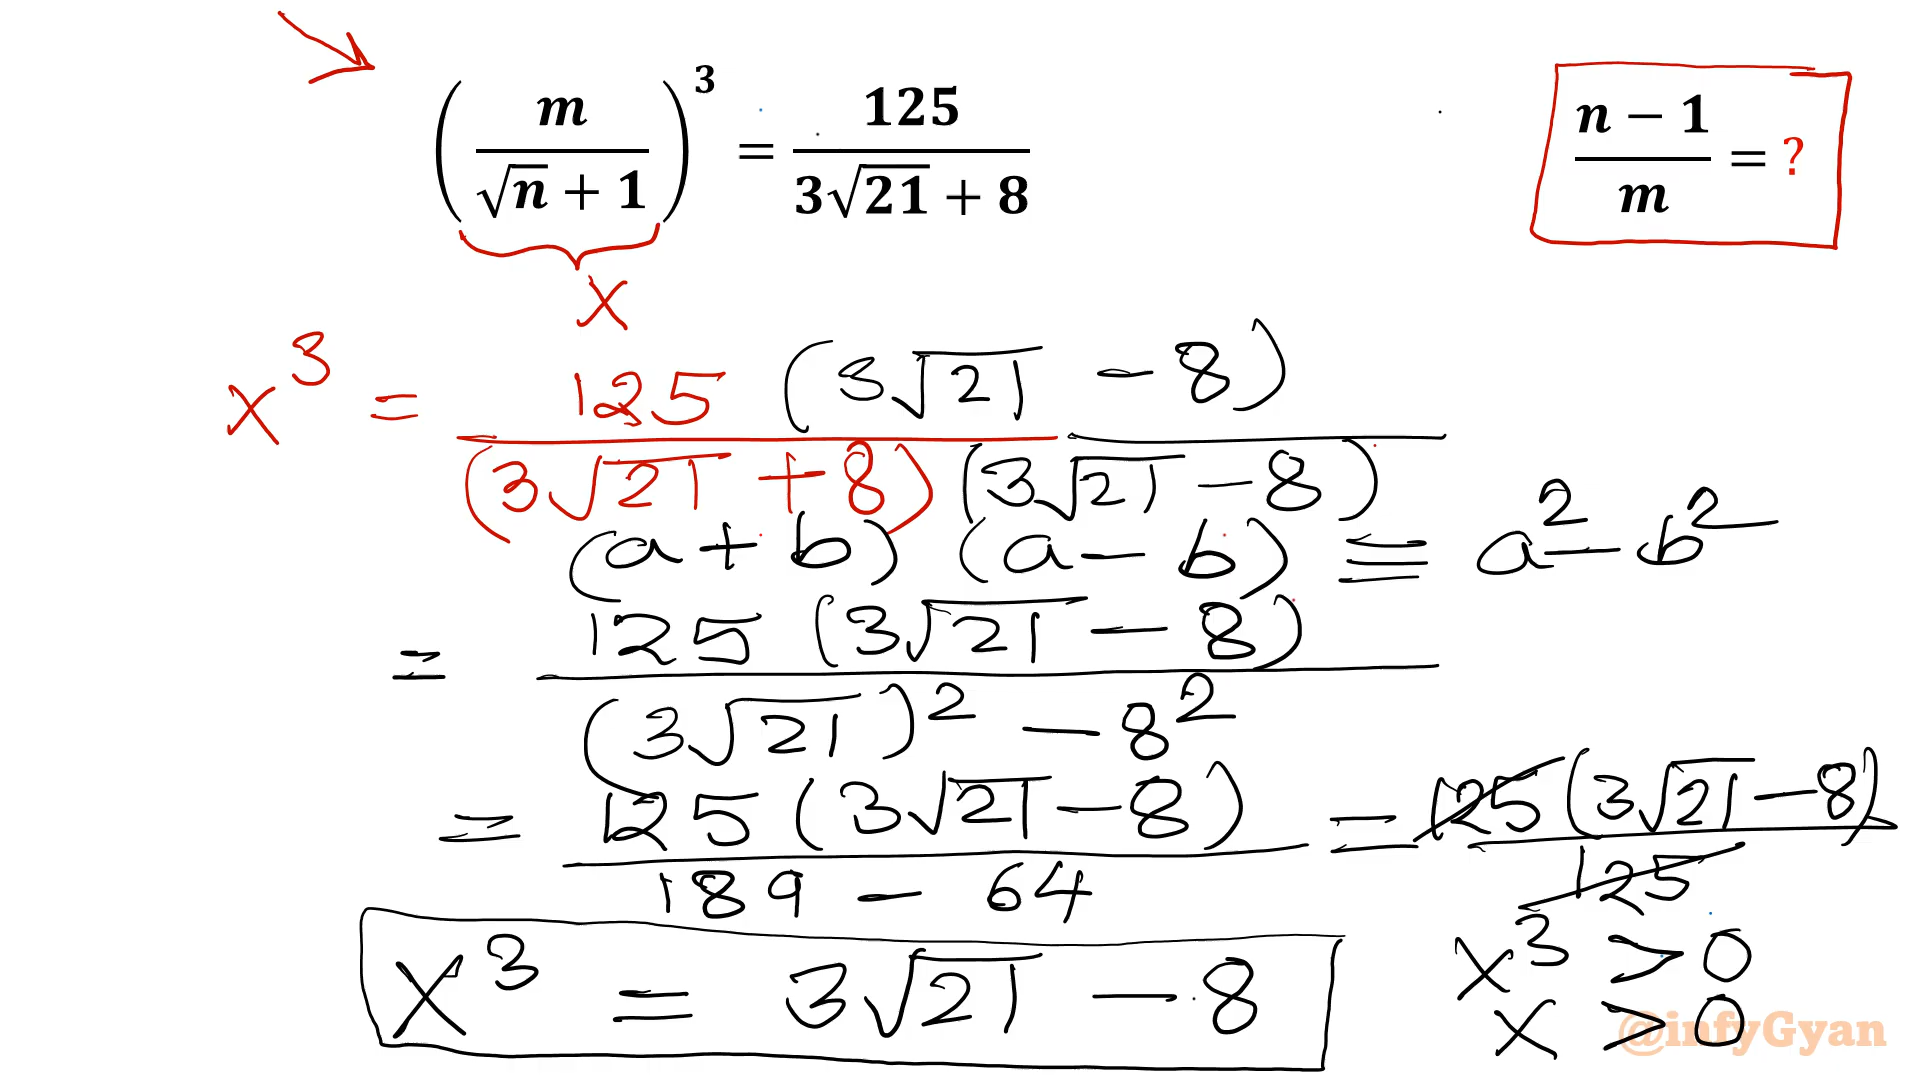 (m/(√n + 1))³ = 125/(3√21 + 8)
(n − 1)/m = ?
x
x³ = 125 (3√21 − 8) / (3√21 + 8) (3√21 − 8)
(a + b) (a − b) ≡ a² − b²
= 125 (3√21 − 8) / (3√21)² − 8²
= 125 (3√21 − 8) / 189 − 64 = 125 (3√21 − 8) / 125
x³ = 3√21 − 8
x³ > 0
x > 0
@infyGyan